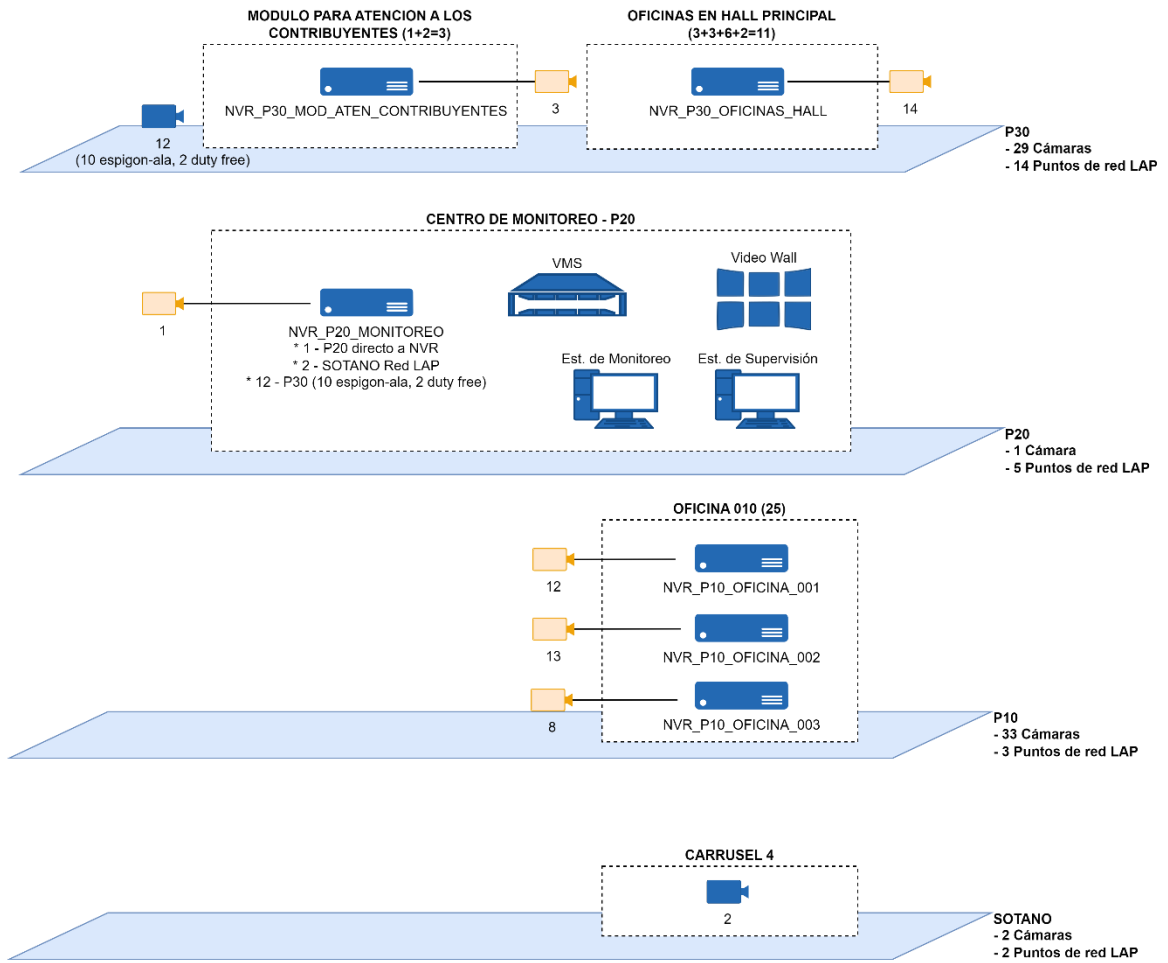 MODULO PARA ATENCION A LOS
CONTRIBUYENTES (1+2=3)
OFICINAS EN HALL PRINCIPAL
(3+3+6+2=11)
NVR_P30_MOD_ATEN_CONTRIBUYENTES
3
NVR_P30_OFICINAS_HALL
14
12
(10 espigon-ala, 2 duty free)
P30
- 29 Cámaras
- 14 Puntos de red LAP
CENTRO DE MONITOREO - P20
VMS
Video Wall
1
NVR_P20_MONITOREO
* 1 - P20 directo a NVR
* 2 - SOTANO Red LAP
* 12 - P30 (10 espigon-ala, 2 duty free)
Est. de Monitoreo
Est. de Supervisión
P20
- 1 Cámara
- 5 Puntos de red LAP
OFICINA 010 (25)
12
NVR_P10_OFICINA_001
13
NVR_P10_OFICINA_002
8
NVR_P10_OFICINA_003
P10
- 33 Cámaras
- 3 Puntos de red LAP
CARRUSEL 4
2
SOTANO
- 2 Cámaras
- 2 Puntos de red LAP